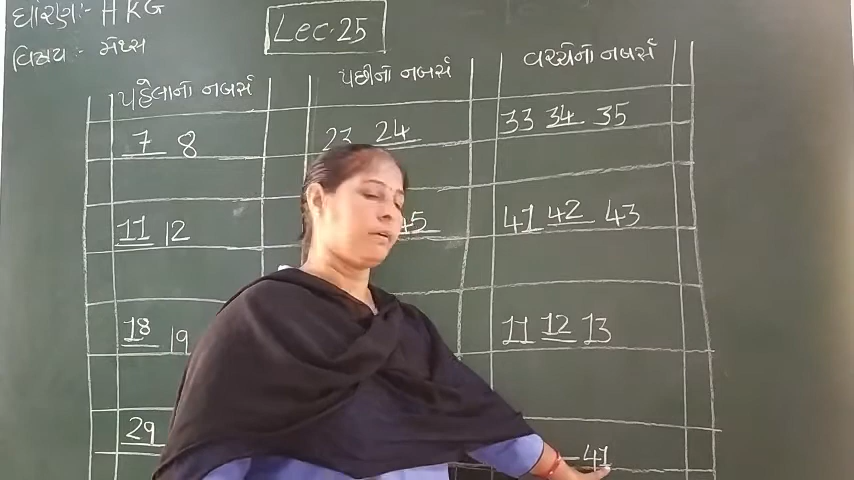 ધોરણ:- HKG
Lec.25
વિષય:- મેથ્સ
પહેલાનો નંબર્સ પછીનો નંબર્સ વચ્ચેનો નંબર્સ
7 8 23 24 33 34 35
11 12 45 41 42 43
18 19 11 12 13
29 41